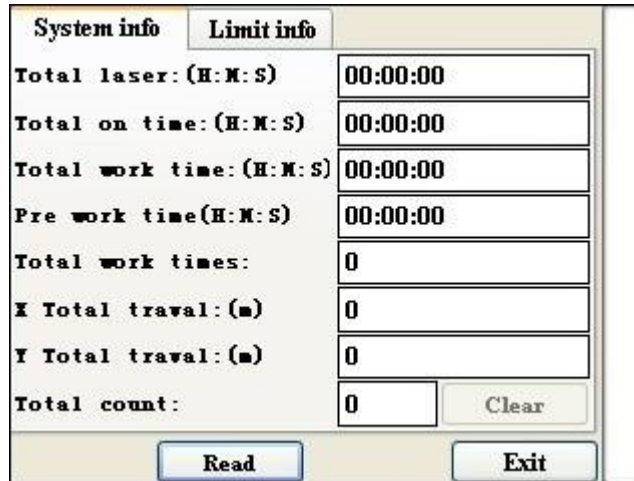 System info Limit info
Total laser:(H:M:S) 00:00:00
Total on time:(H:M:S) 00:00:00
Total work time:(H:M:S) 00:00:00
Pre work time(H:M:S) 00:00:00
Total work times: 0
X Total traval:(m) 0
Y Total traval:(m) 0
Total count: 0 Clear
Read Exit